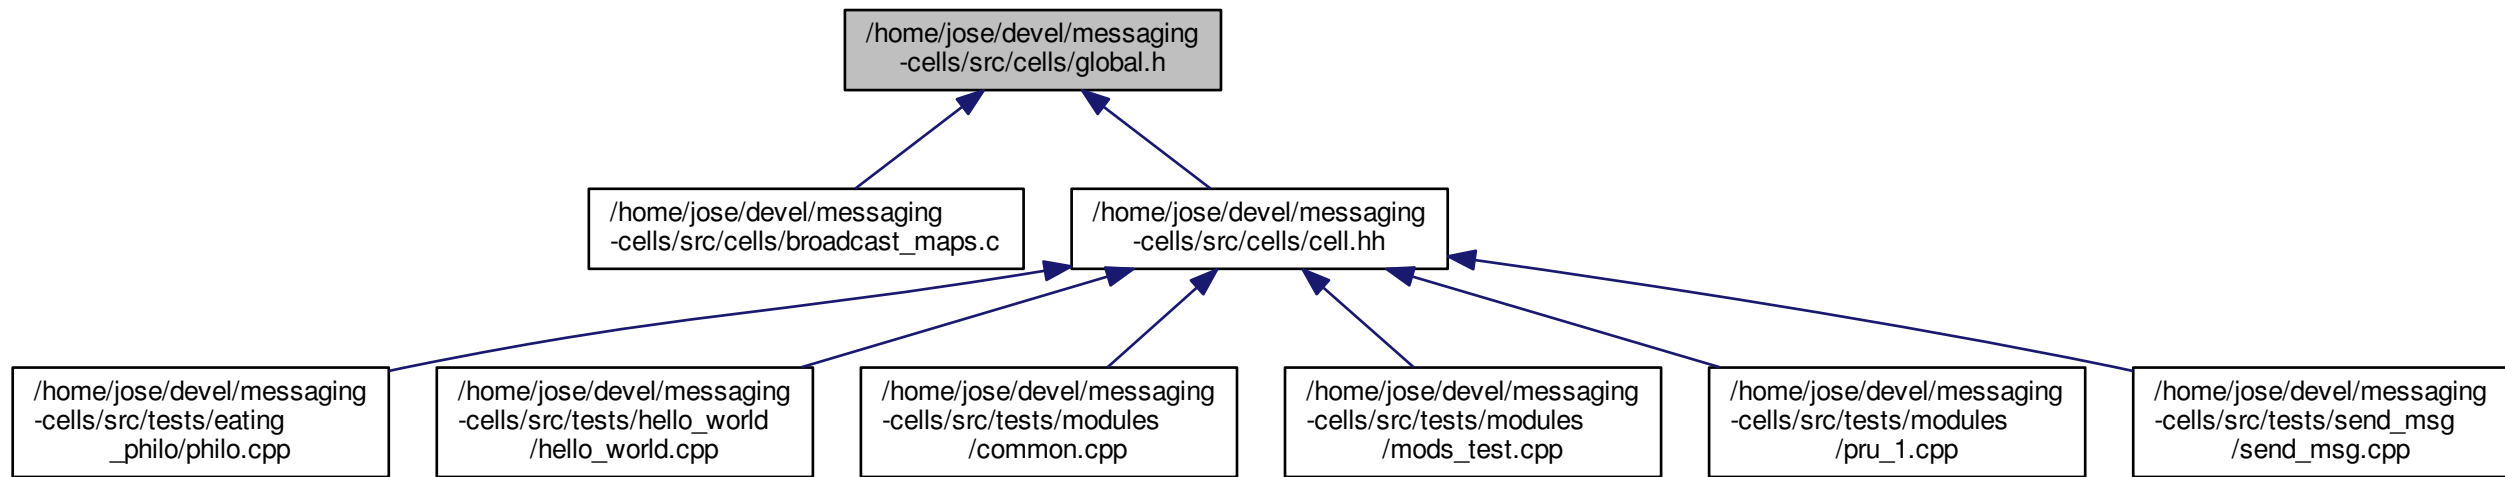 /home/jose/devel/messaging
-cells/src/cells/global.h
/home/jose/devel/messaging
-cells/src/cells/broadcast_maps.c
/home/jose/devel/messaging
-cells/src/cells/cell.hh
/home/jose/devel/messaging
-cells/src/tests/eating
_philo/philo.cpp
/home/jose/devel/messaging
-cells/src/tests/hello_world
/hello_world.cpp
/home/jose/devel/messaging
-cells/src/tests/modules
/common.cpp
/home/jose/devel/messaging
-cells/src/tests/modules
/mods_test.cpp
/home/jose/devel/messaging
-cells/src/tests/modules
/pru_1.cpp
/home/jose/devel/messaging
-cells/src/tests/send_msg
/send_msg.cpp